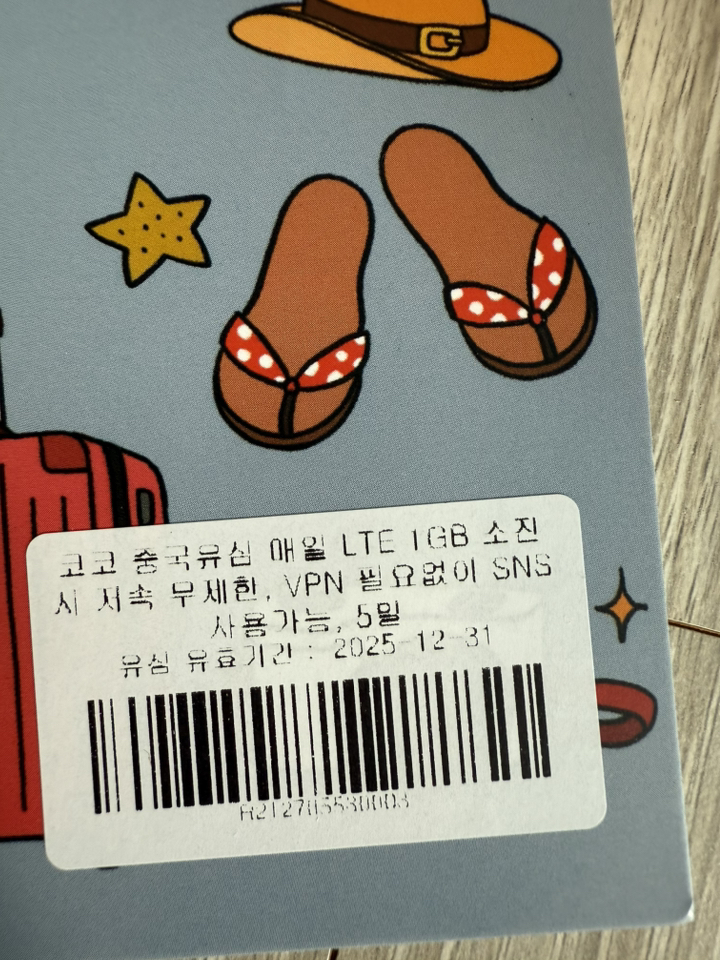 코코 중국유심 매일 LTE 1GB 소진
시 저속 무제한, VPN 필요없이 SNS
사용가능, 5일
유심 유효기간 : 2025-12-31